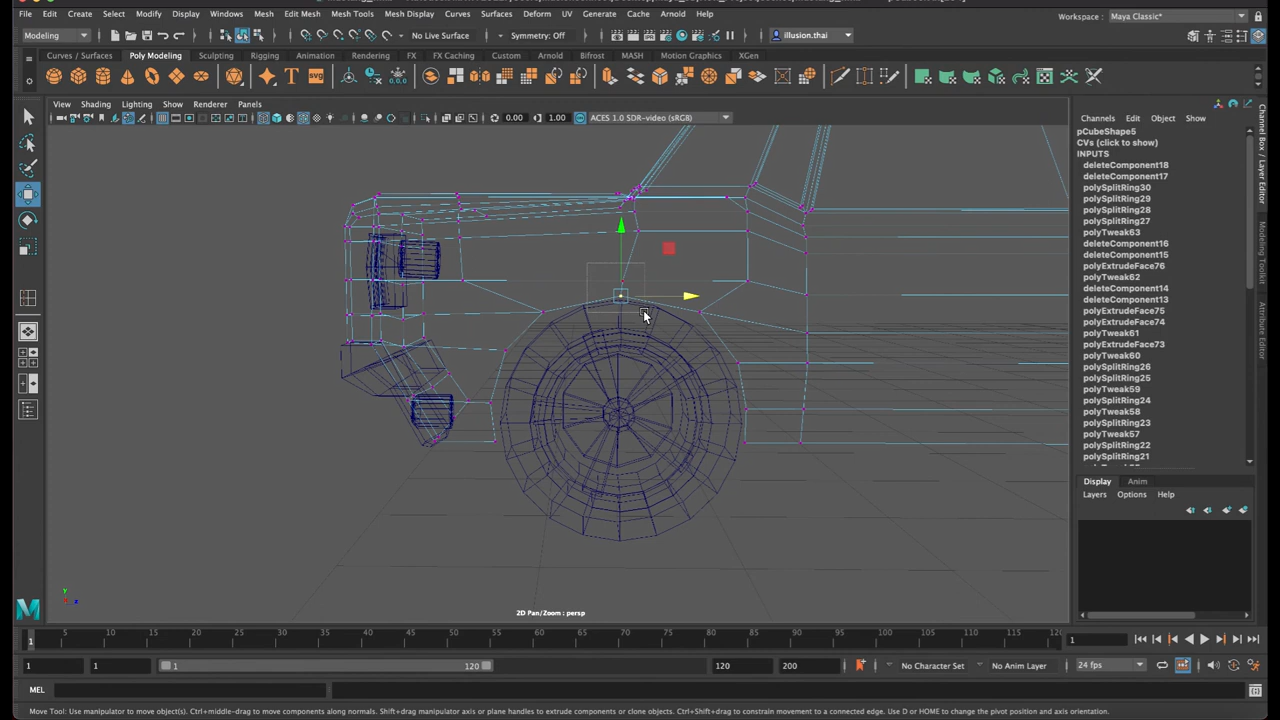 File Edit Create Select Modify Display Windows Mesh Edit Mesh Mesh Tools Mesh Display Curves Surfaces Deform UV Generate Cache Arnold Help
Workspace : Maya Classic*
Modeling No Live Surface Symmetry: Off illusion.thai
Curves / Surfaces Poly Modeling Sculpting Rigging Animation Rendering FX FX Caching Custom Arnold Bifrost MASH Motion Graphics XGen
View Shading Lighting Show Renderer Panels
0.00 1.00 ACES 1.0 SDR-video (sRGB)
Channels Edit Object Show
pCubeShape5
CVs (click to show)
INPUTS
deleteComponent18
deleteComponent17
polySplitRing30
polySplitRing29
polySplitRing28
polySplitRing27
polyTweak63
deleteComponent16
deleteComponent15
polyExtrudeFace76
polyTweak62
deleteComponent14
deleteComponent13
polyExtrudeFace75
polyExtrudeFace74
polyTweak61
polyExtrudeFace73
polyTweak60
polySplitRing26
polySplitRing25
polyTweak59
polySplitRing24
polyTweak58
polySplitRing23
polyTweak57
polySplitRing22
polySplitRing21
Channel Box / Layer Editor
Modeling Toolkit
Attribute Editor
Display Anim
Layers Options Help
2D Pan/Zoom : persp
5 10 15 20 25 30 35 40 45 50 55 60 65 70 75 80 85 90 95 100 105 110 115 120
1 1
1 1 1 120 120 200 No Character Set No Anim Layer 24 fps
MEL
Move Tool: Use manipulator to move object(s). Ctrl+middle-drag to move components along normals. Shift+drag manipulator axis or plane handles to extrude components or clone objects. Ctrl+Shift+drag to constrain movement to a connected edge. Use D or HOME to change the pivot position and axis orientation.